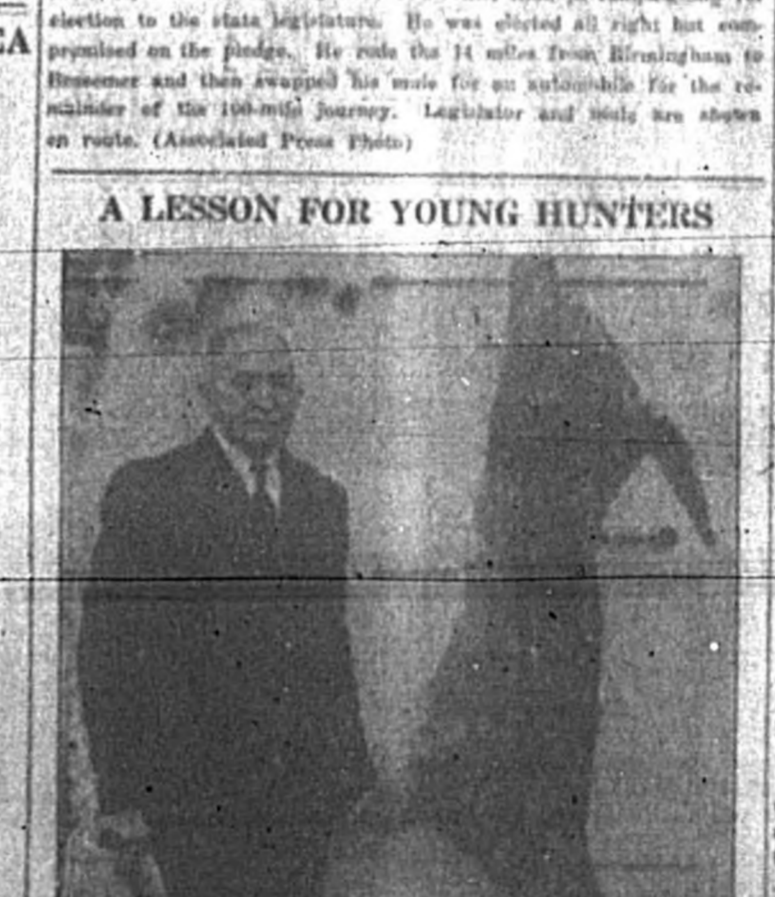 election to the state legislature. He was elected all right but com-
EA
promised on the pledge. He rode the 14 miles from Birmingham to
Bessemer and then swapped his mule for an automobile for the re-
mainder of the 100-mile journey. Legislator and mule are shown
en route. (Associated Press Photo)
A LESSON FOR YOUNG HUNTERS